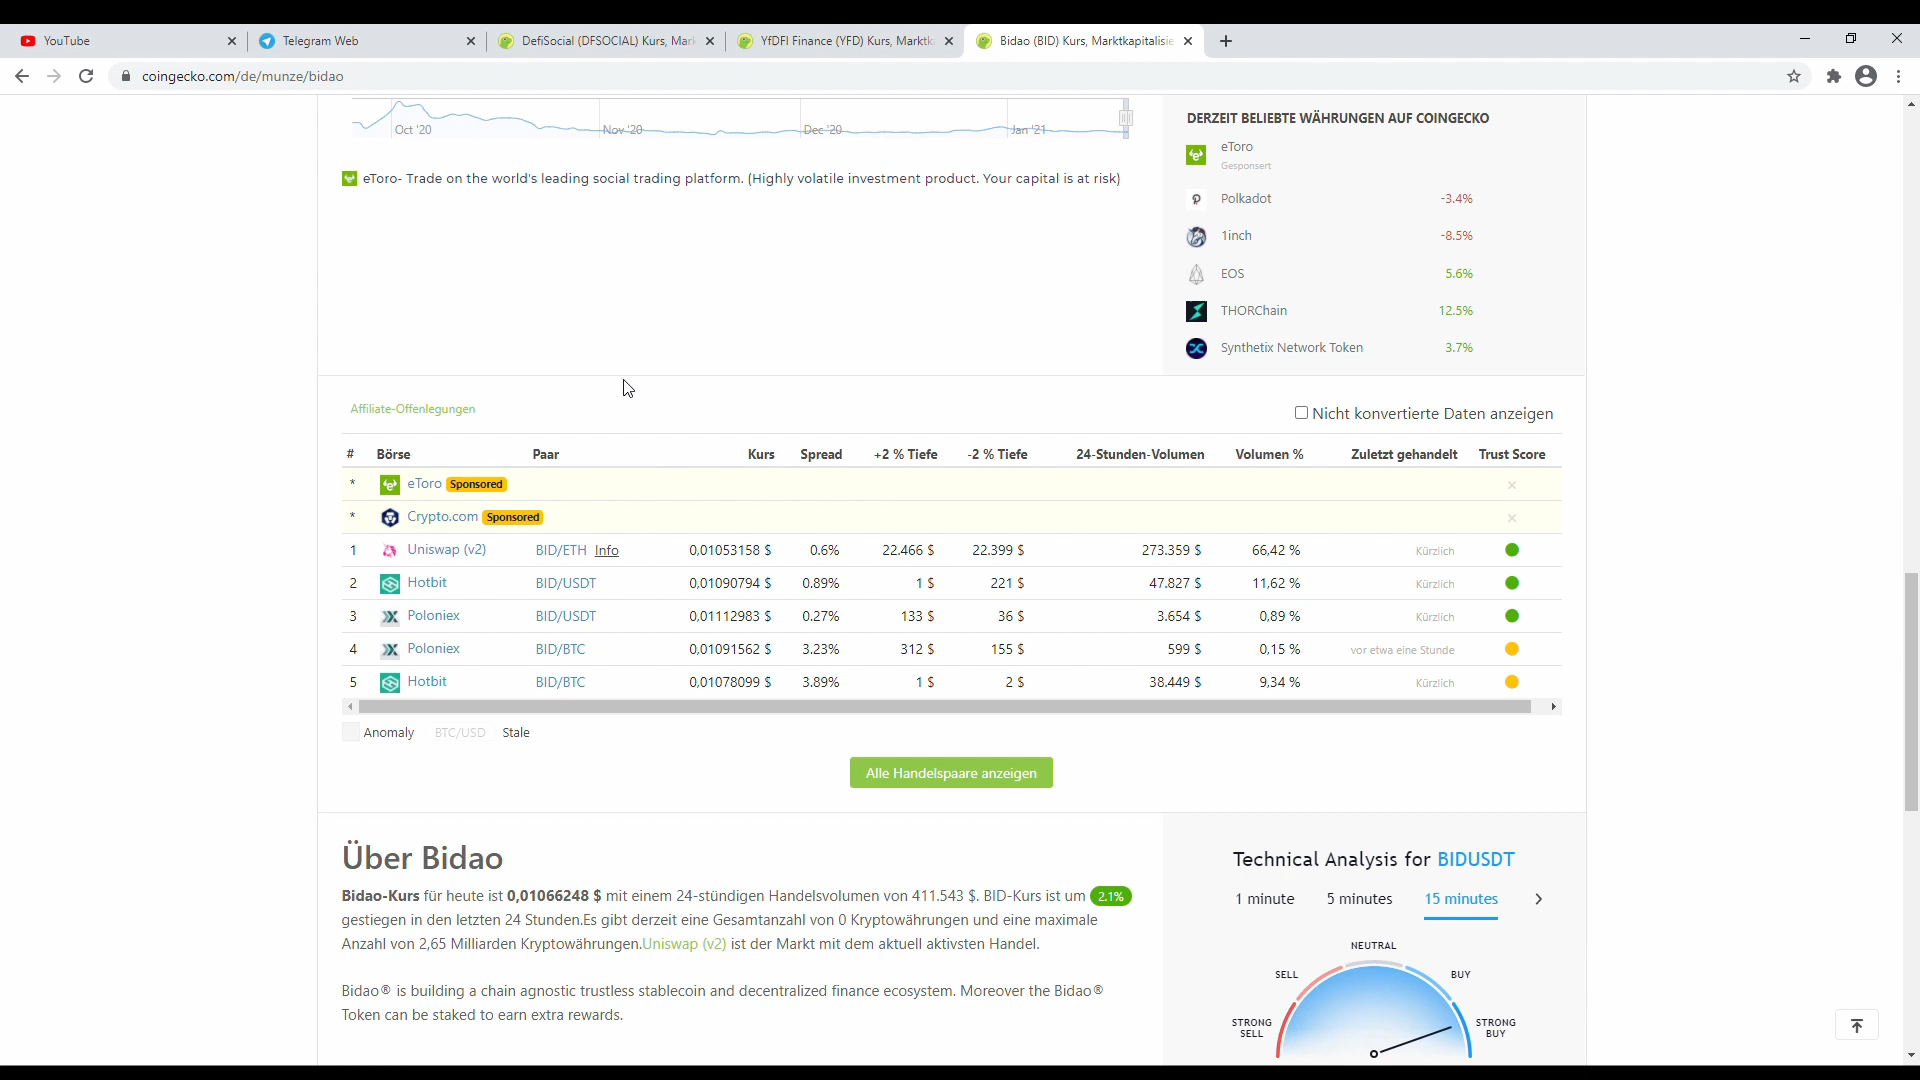 YouTube
Telegram Web
DefiSocial (DFSOCIAL) Kurs, Mar
YfDFI Finance (YFD) Kurs, Markt
Bidao (BID) Kurs, Marktkapitalisie
coingecko.com/de/munze/bidao
Oct '20
Nov '20
Dec '20
Jan '21
eToro- Trade on the world's leading social trading platform. (Highly volatile investment product. Your capital is at risk)
DERZEIT BELIEBTE WÄHRUNGEN AUF COINGECKO
eToro
Gesponsert
Polkadot -3.4%
1inch -8.5%
EOS 5.6%
THORChain 12.5%
Synthetix Network Token 3.7%
Affiliate-Offenlegungen
Nicht konvertierte Daten anzeigen
# Börse Paar Kurs Spread +2 % Tiefe -2 % Tiefe 24-Stunden-Volumen Volumen % Zuletzt gehandelt Trust Score
* eToro Sponsored
* Crypto.com Sponsored
1 Uniswap (v2) BID/ETH Info 0,01053158 $ 0.6% 22.466 $ 22.399 $ 273.359 $ 66,42 % Kürzlich
2 Hotbit BID/USDT 0,01090794 $ 0.89% 1 $ 221 $ 47.827 $ 11,62 % Kürzlich
3 Poloniex BID/USDT 0,01112983 $ 0.27% 133 $ 36 $ 3.654 $ 0,89 % Kürzlich
4 Poloniex BID/BTC 0,01091562 $ 3.23% 312 $ 155 $ 599 $ 0,15 % vor etwa eine Stunde
5 Hotbit BID/BTC 0,01078099 $ 3.89% 1 $ 2 $ 38.449 $ 9,34 % Kürzlich
Anomaly BTC/USD Stale
Alle Handelspaare anzeigen
Über Bidao
Bidao-Kurs für heute ist 0,01066248 $ mit einem 24-stündigen Handelsvolumen von 411.543 $. BID-Kurs ist um 2.1%
gestiegen in den letzten 24 Stunden.Es gibt derzeit eine Gesamtanzahl von 0 Kryptowährungen und eine maximale
Anzahl von 2,65 Milliarden Kryptowährungen.Uniswap (v2) ist der Markt mit dem aktuell aktivsten Handel.
Bidao® is building a chain agnostic trustless stablecoin and decentralized finance ecosystem. Moreover the Bidao®
Token can be staked to earn extra rewards.
Technical Analysis for BIDUSDT
1 minute 5 minutes 15 minutes
NEUTRAL
SELL BUY
STRONG SELL
STRONG BUY